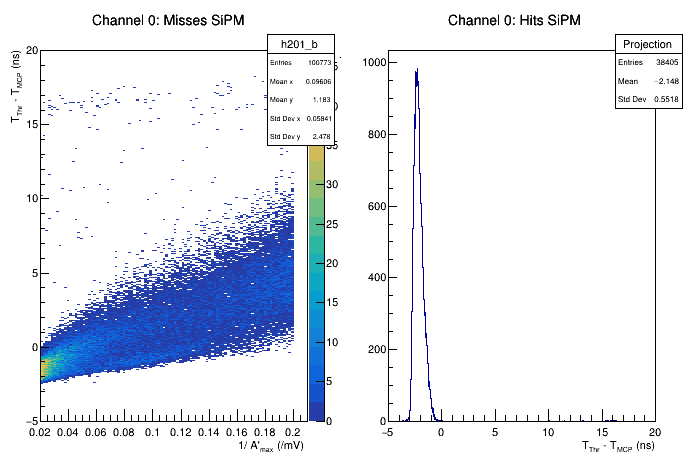 Channel 0: Misses SiPM
h201_b
Entries 100773
Mean x 0.09606
Mean y 1.183
Std Dev x 0.05841
Std Dev y 2.478
T_Thr - T_MCP (ns)
20
15
10
5
0
−5
0.02 0.04 0.06 0.08 0.1 0.12 0.14 0.16 0.18 0.2
1/ A'_max (/mV)
35
30
25
20
15
10
5
0
Channel 0: Hits SiPM
Projection
Entries 38405
Mean −2.148
Std Dev 0.5518
1000
800
600
400
200
0
−5 0 5 10 15 20
T_Thr - T_MCP (ns)